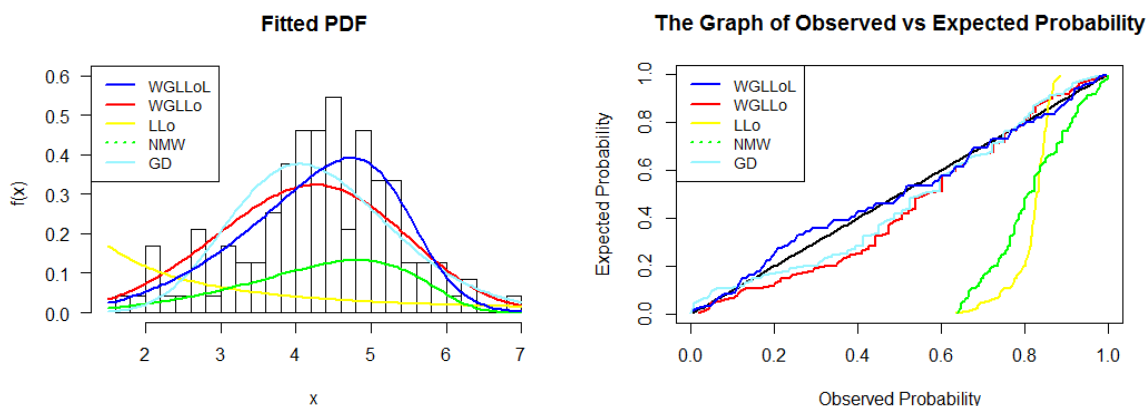 Fitted PDF
f(x)
0.0 0.1 0.2 0.3 0.4 0.5 0.6
WGLLoL
WGLLo
LLo
NMW
GD
2 3 4 5 6 7
x
The Graph of Observed vs Expected Probability
Expected Probability
0.0 0.2 0.4 0.6 0.8 1.0
WGLLoL
WGLLo
LLo
NMW
GD
0.0 0.2 0.4 0.6 0.8 1.0
Observed Probability